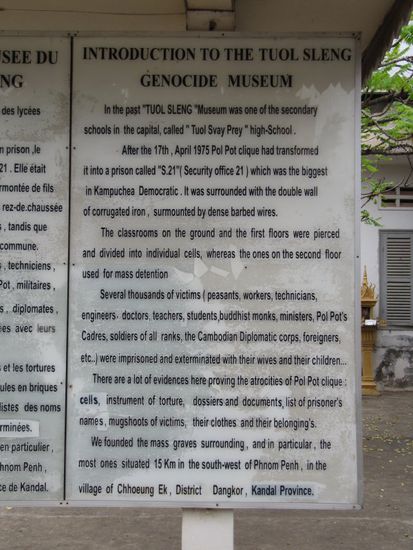 USEE DU
NG
des lycées
n prison ,le
21 . Elle était
rmontée de fils
rez-de-chaussée
s , tandis que
commune.
, techniciens ,
Pot , militaires ,
, diplomates ,
ées avec leurs
s et les tortures
ules en briques
listes des noms
rminées.
en particulier ,
hnom Penh ,
ce de Kandal.
INTRODUCTION TO THE TUOL SLENG
GENOCIDE MUSEUM
In the past "TUOL SLENG "Museum was one of the secondary
schools in the capital, called " Tuol Svay Prey " high-School .
After the 17th , April 1975 Pol Pot clique had transformed
it into a prison called "S.21"( Security office 21 ) which was the biggest
in Kampuchea Democratic . It was surrounded with the double wall
of corrugated iron , surmounted by dense barbed wires.
The classrooms on the ground and the first floors were pierced
and divided into individual cells, whereas the ones on the second floor
used for mass detention
Several thousands of victims ( peasants, workers, technicians,
engineers, doctors, teachers, students,buddhist monks, ministers, Pol Pot's
Cadres, soldiers of all ranks, the Cambodian Diplomatic corps, foreigners,
etc..) were imprisoned and exterminated with their wives and their children...
There are a lot of evidences here proving the atrocities of Pol Pot clique :
cells, instrument of torture, dossiers and documents, list of prisoner's
names , mugshoots of victims, their clothes and their belonging's.
We founded the mass graves surrounding , and in particular , the
most ones situated 15 Km in the south-west of Phnom Penh , in the
village of Chhoeung Ek , District Dangkor , Kandal Province.